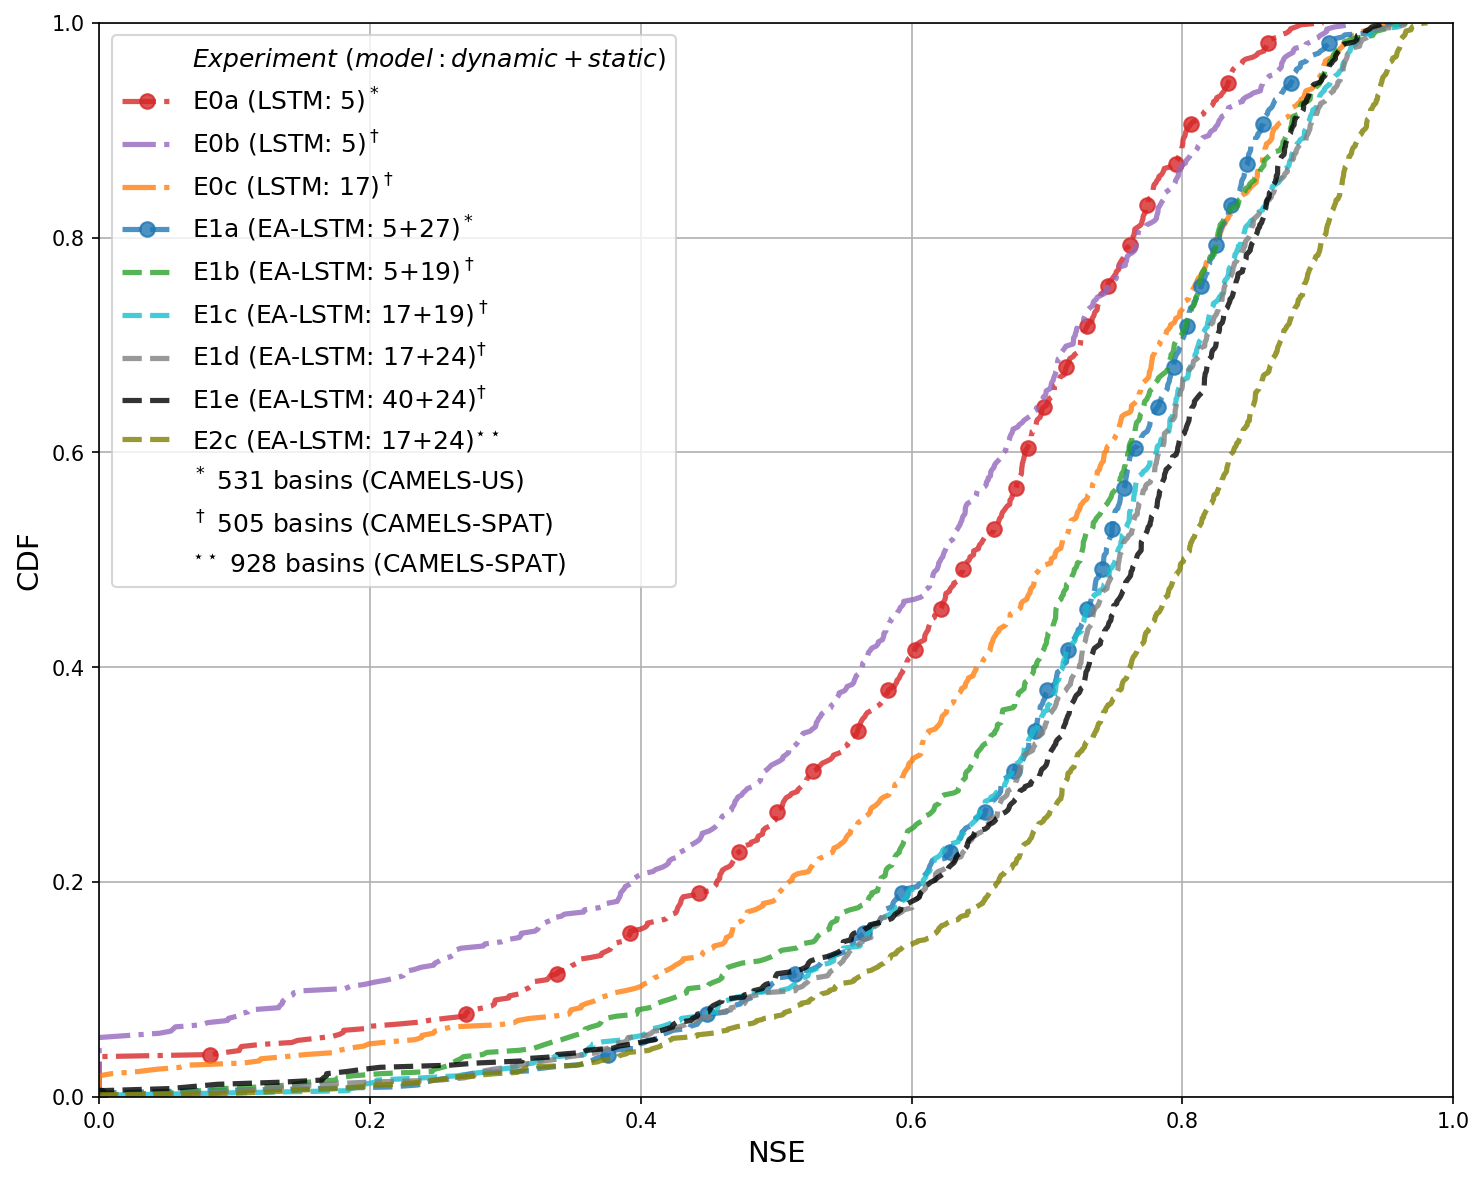 Experiment (model: dynamic + static)
E0a (LSTM: 5)*
E0b (LSTM: 5)†
E0c (LSTM: 17)†
E1a (EA-LSTM: 5+27)*
E1b (EA-LSTM: 5+19)†
E1c (EA-LSTM: 17+19)†
E1d (EA-LSTM: 17+24)†
E1e (EA-LSTM: 40+24)†
E2c (EA-LSTM: 17+24)⋆⋆
* 531 basins (CAMELS-US)
† 505 basins (CAMELS-SPAT)
⋆⋆ 928 basins (CAMELS-SPAT)
1.0
0.8
0.6
0.4
0.2
0.0
CDF
0.0 0.2 0.4 0.6 0.8 1.0
NSE